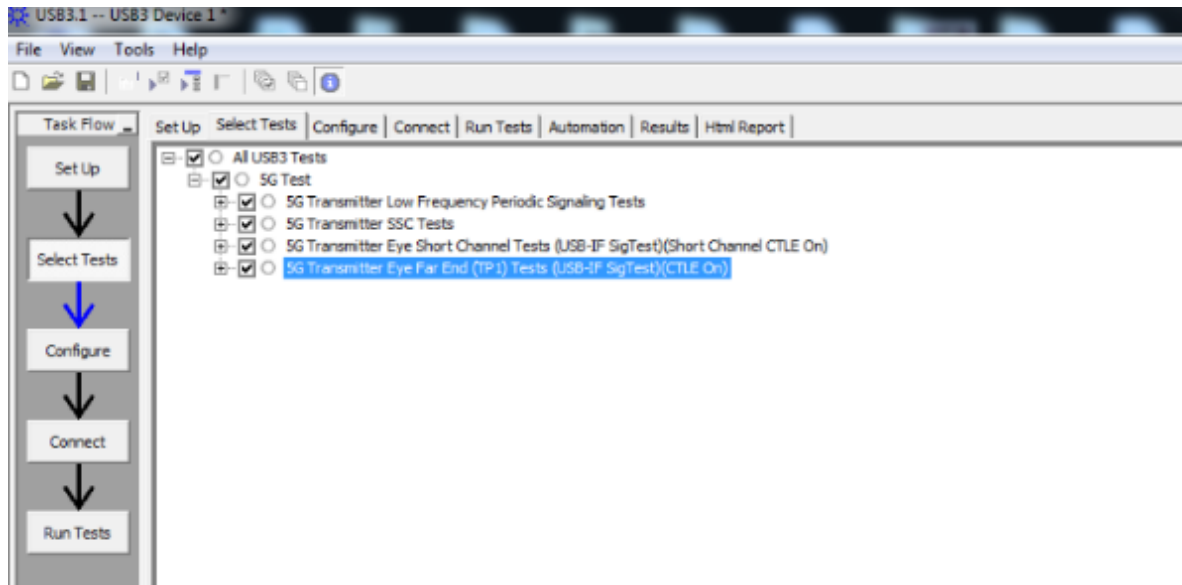 USB3.1 -- USB3 Device 1 *
File View Tools Help
Task Flow
Set Up Select Tests Configure Connect Run Tests Automation Results Html Report
Set Up
Select Tests
Configure
Connect
Run Tests
All USB3 Tests
5G Test
5G Transmitter Low Frequency Periodic Signaling Tests
5G Transmitter SSC Tests
5G Transmitter Eye Short Channel Tests (USB-IF SigTest)(Short Channel CTLE On)
5G Transmitter Eye Far End (TP1) Tests (USB-IF SigTest)(CTLE On)